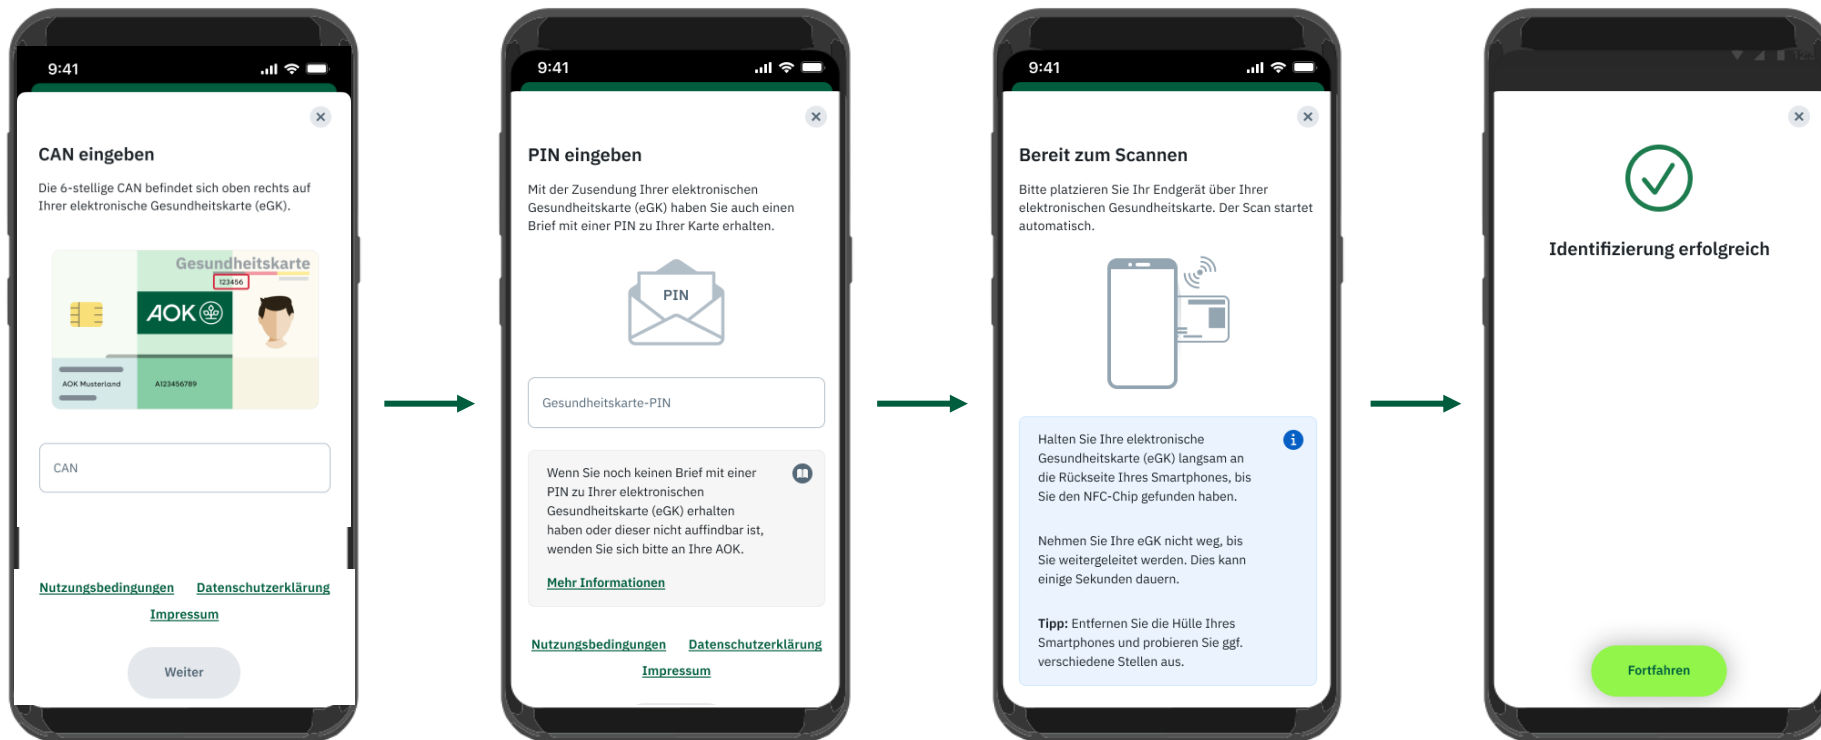 9:41
CAN eingeben
Die 6-stellige CAN befindet sich oben rechts auf
Ihrer elektronische Gesundheitskarte (eGK).
Gesundheitskarte
123456
AOK
AOK Musterland
A123456789
CAN
Nutzungsbedingungen Datenschutzerklärung
Impressum
Weiter
9:41
PIN eingeben
Mit der Zusendung Ihrer elektronischen
Gesundheitskarte (eGK) haben Sie auch einen
Brief mit einer PIN zu Ihrer Karte erhalten.
PIN
Gesundheitskarte-PIN
Wenn Sie noch keinen Brief mit einer
PIN zu Ihrer elektronischen
Gesundheitskarte (eGK) erhalten
haben oder dieser nicht auffindbar ist,
wenden Sie sich bitte an Ihre AOK.
Mehr Informationen
Nutzungsbedingungen Datenschutzerklärung
Impressum
9:41
Bereit zum Scannen
Bitte platzieren Sie Ihr Endgerät über Ihrer
elektronischen Gesundheitskarte. Der Scan startet
automatisch.
Halten Sie Ihre elektronische
Gesundheitskarte (eGK) langsam an
die Rückseite Ihres Smartphones, bis
Sie den NFC-Chip gefunden haben.
Nehmen Sie Ihre eGK nicht weg, bis
Sie weitergeleitet werden. Dies kann
einige Sekunden dauern.
Tipp: Entfernen Sie die Hülle Ihres
Smartphones und probieren Sie ggf.
verschiedene Stellen aus.
Identifizierung erfolgreich
Fortfahren